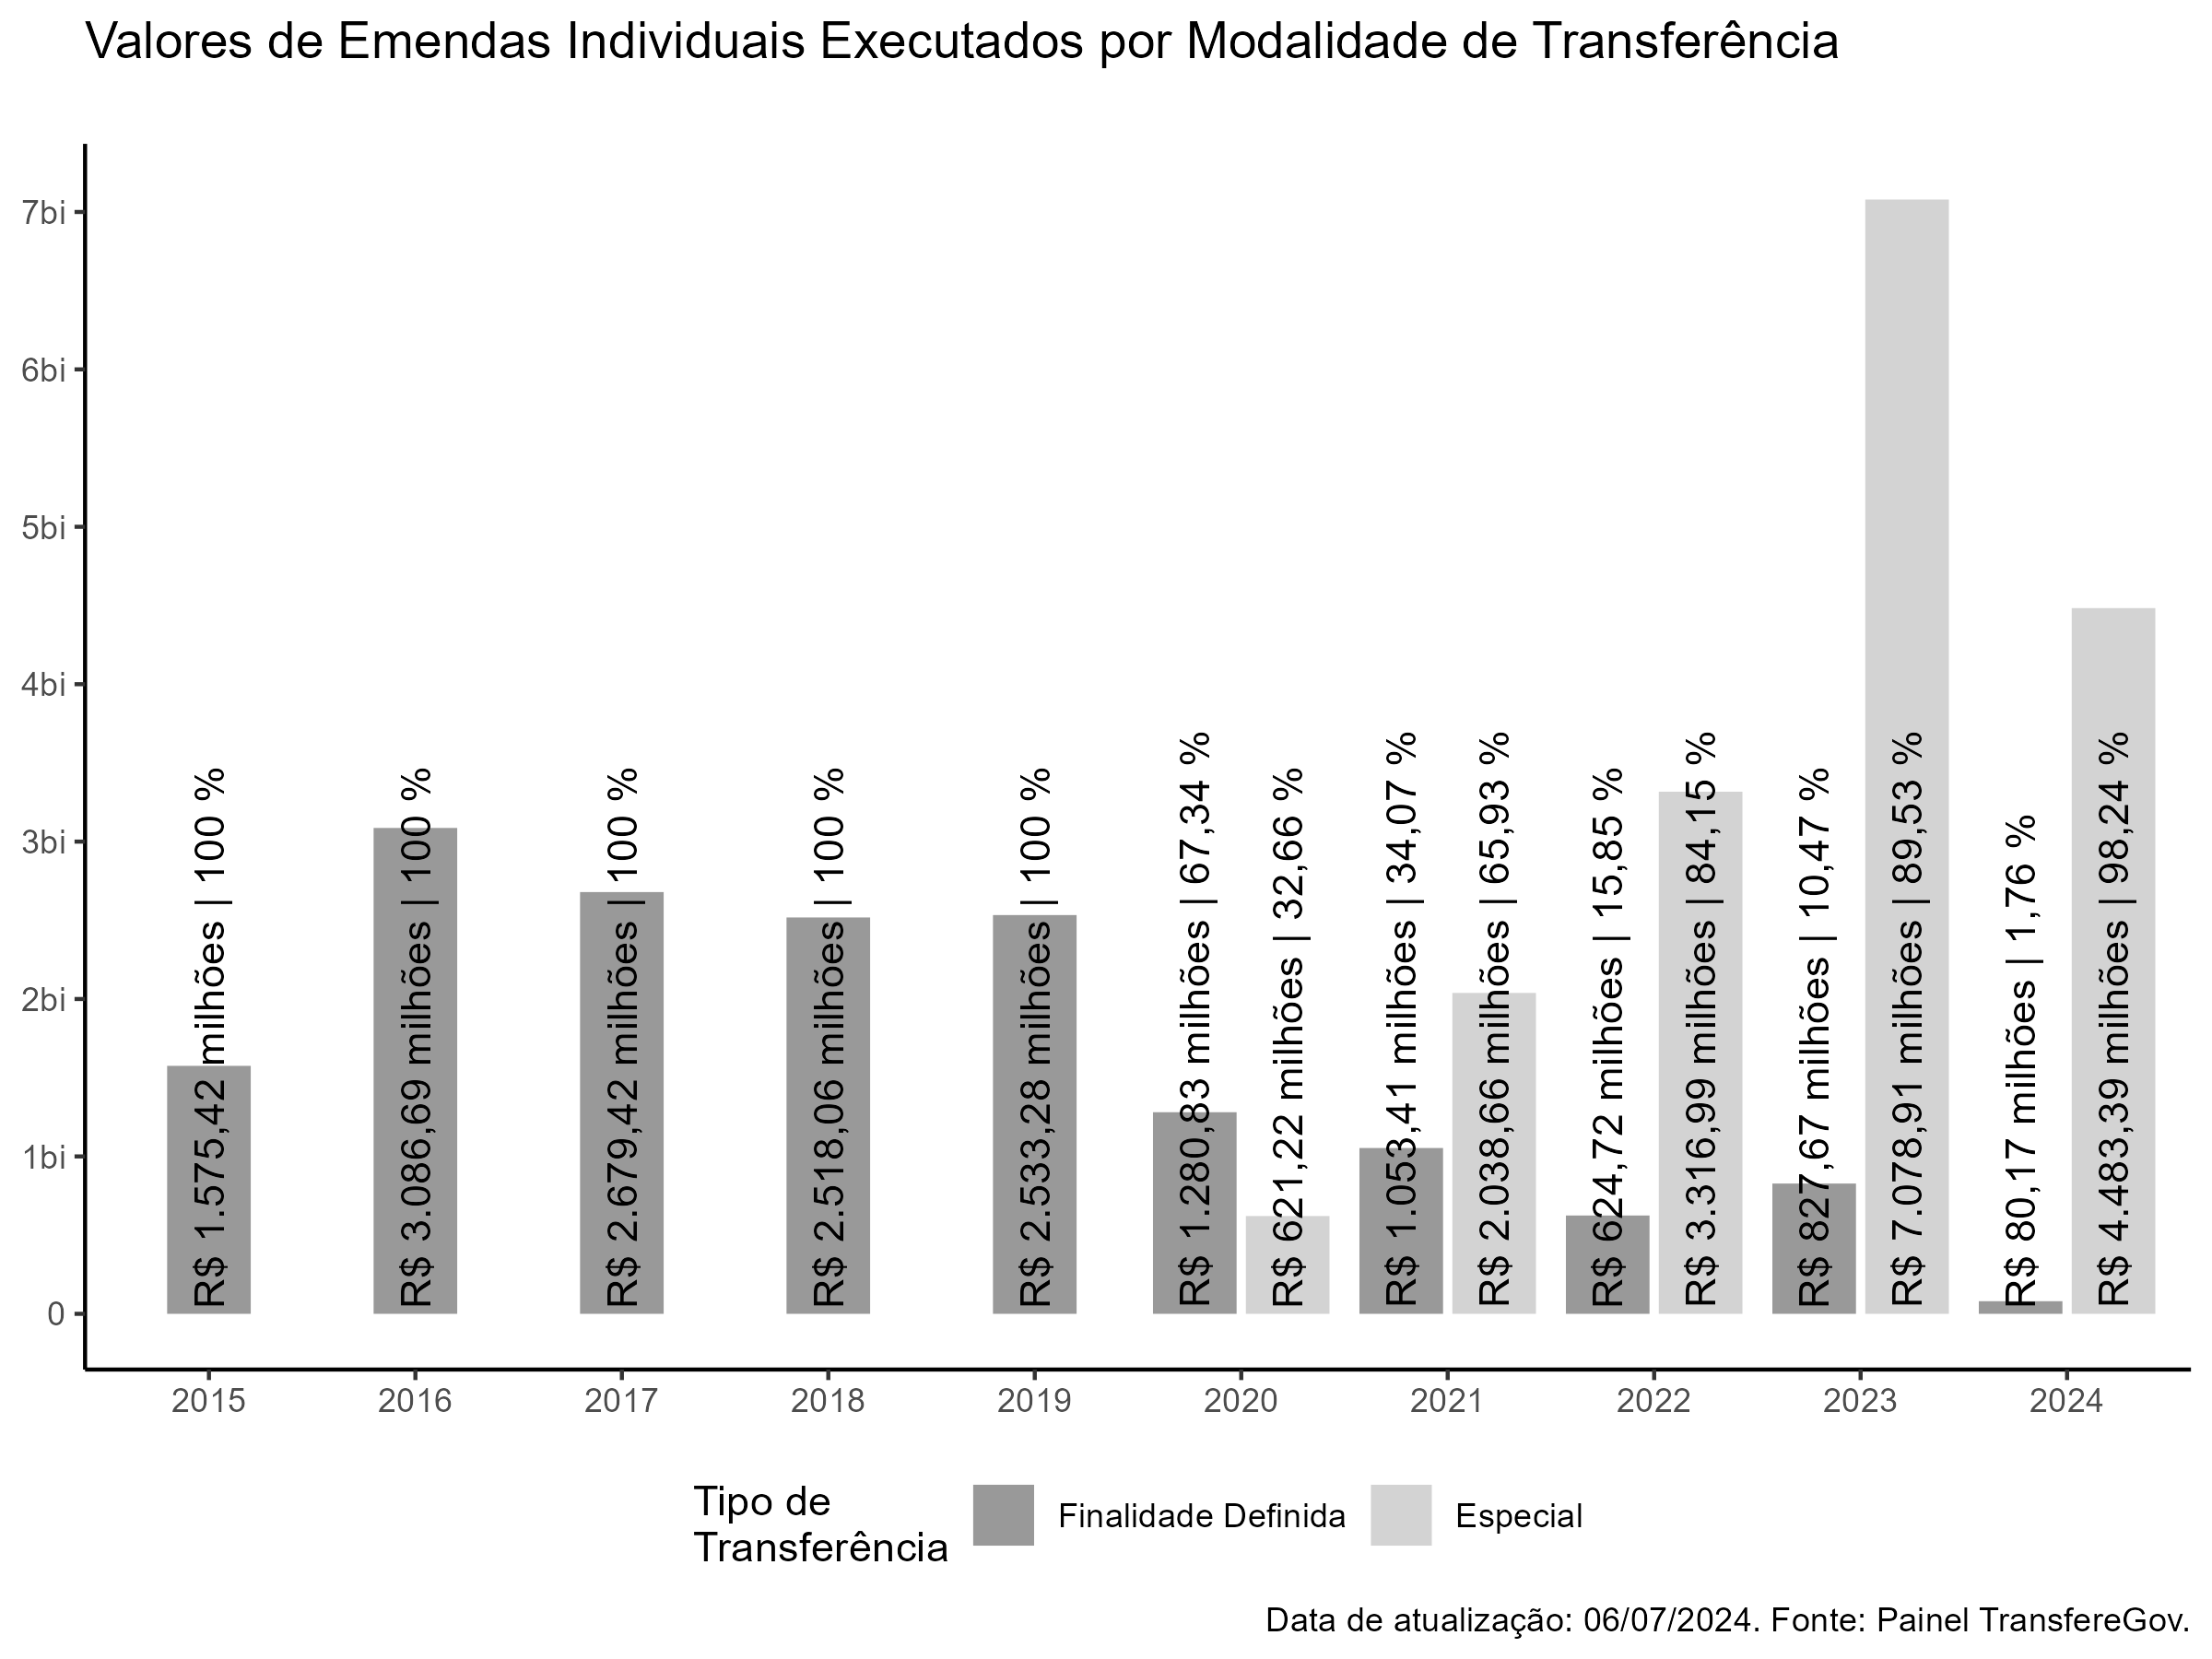 Valores de Emendas Individuais Executados por Modalidade de Transferência
7bi
6bi
5bi
4bi
3bi
2bi
1bi
0
R$ 1.575,42 milhões | 100 %
R$ 3.086,69 milhões | 100 %
R$ 2.679,42 milhões | 100 %
R$ 2.518,06 milhões | 100 %
R$ 2.533,28 milhões | 100 %
R$ 1.280,83 milhões | 67,34 %
R$ 621,22 milhões | 32,66 %
R$ 1.053,41 milhões | 34,07 %
R$ 2.038,66 milhões | 65,93 %
R$ 624,72 milhões | 15,85 %
R$ 3.316,99 milhões | 84,15 %
R$ 827,67 milhões | 10,47 %
R$ 7.078,91 milhões | 89,53 %
R$ 80,17 milhões | 1,76 %
R$ 4.483,39 milhões | 98,24 %
2015 2016 2017 2018 2019 2020 2021 2022 2023 2024
Tipo de
Transferência
Finalidade Definida
Especial
Data de atualização: 06/07/2024. Fonte: Painel TransfereGov.